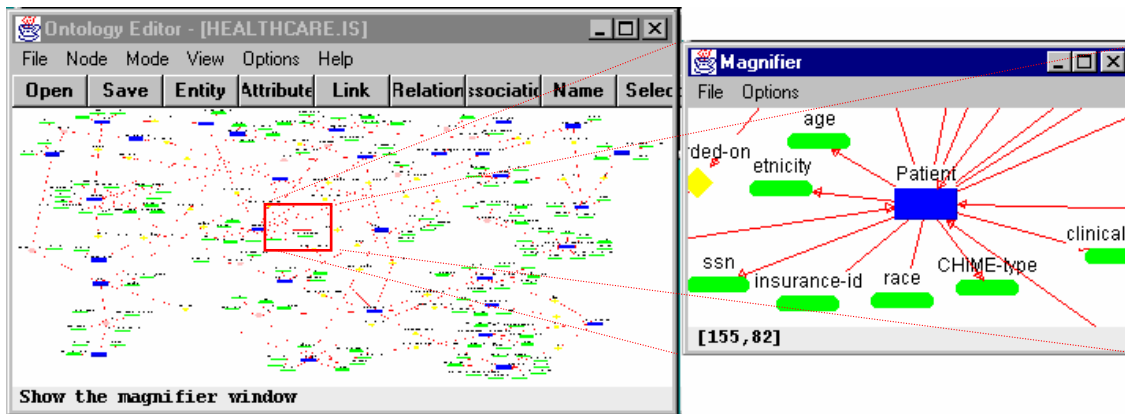 Ontology Editor - [HEALTHCARE.IS]
File Node Mode View Options Help
Open Save Entity Attribute Link Relation ssociatic Name Selec
Show the magnifier window
Magnifier
File Options
age
rded-on
etnicity
Patient
clinical
ssn
CHIME-type
insurance-id
race
[155,82]